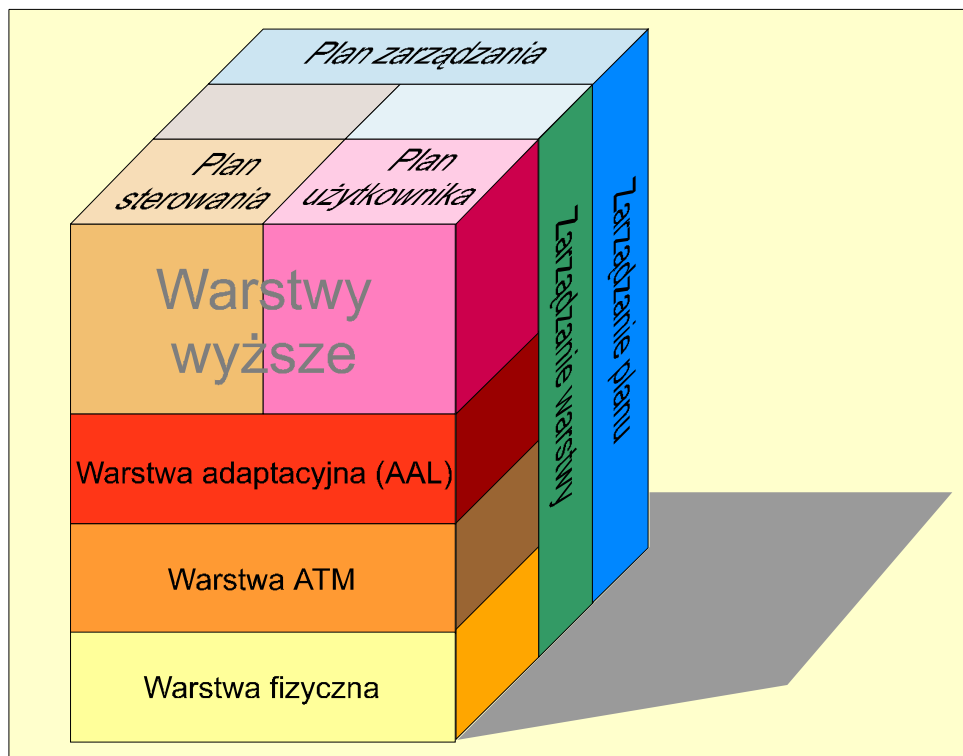 Plan zarządzania
Plan
sterowania
Plan
użytkownika
Warstwy
wyższe
Zarządzanie warstwy
Zarządzanie planu
Warstwa adaptacyjna (AAL)
Warstwa ATM
Warstwa fizyczna